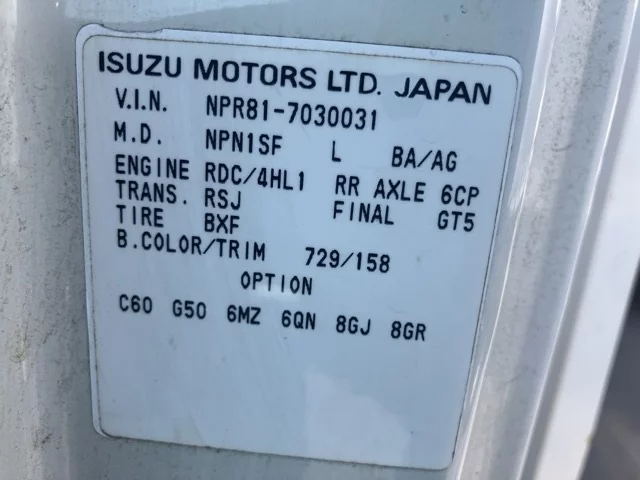 ISUZU MOTORS LTD. JAPAN
V.I.N. NPR81-7030031
M.D. NPN1SF L BA/AG
ENGINE RDC/4HL1 RR AXLE 6CP
TRANS. RSJ FINAL GT5
TIRE BXF
B.COLOR/TRIM 729/158
OPTION
C60 G50 6MZ 6QN 8GJ 8GR